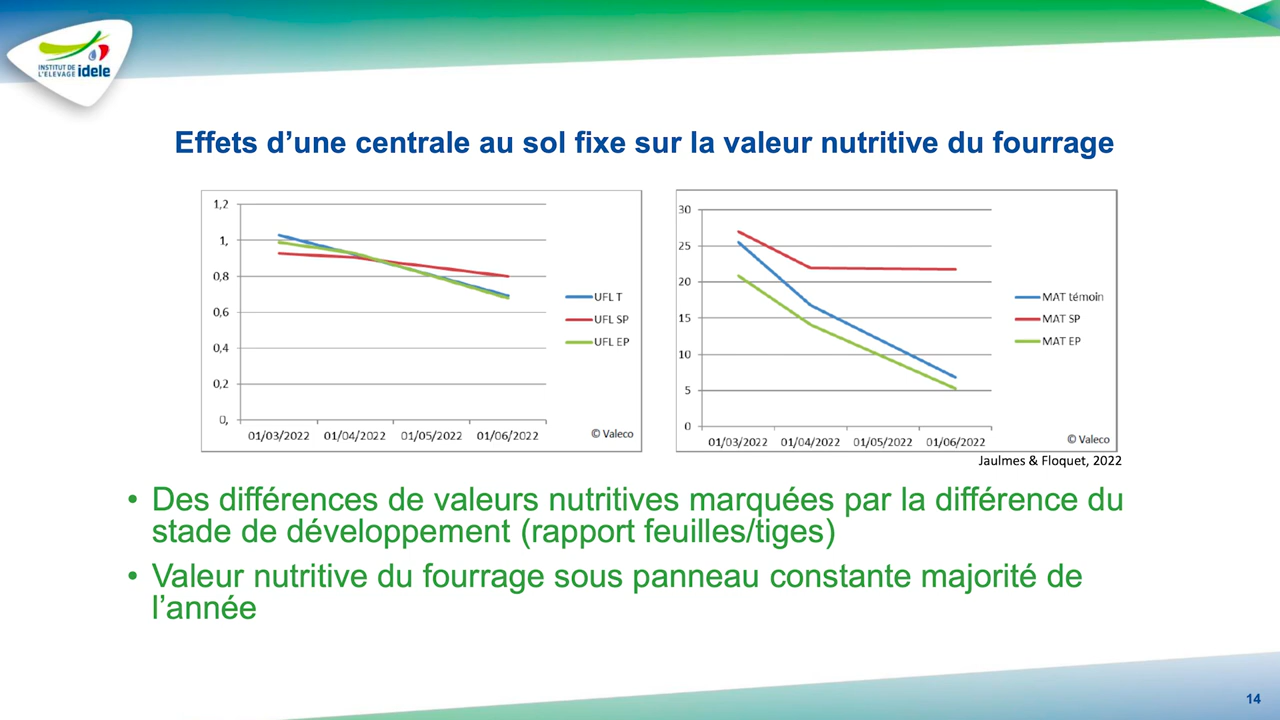 INSTITUT DE
L'ELEVAGE idele
Effets d’une centrale au sol fixe sur la valeur nutritive du fourrage
1,2
1,
0,8
0,6
0,4
0,2
0,
01/03/2022 01/04/2022 01/05/2022 01/06/2022
UFL T
UFL SP
UFL EP
© Valeco
30
25
20
15
10
5
0
01/03/2022 01/04/2022 01/05/2022 01/06/2022
MAT témoin
MAT SP
MAT EP
© Valeco
Jaulmes & Floquet, 2022
• Des différences de valeurs nutritives marquées par la différence du
stade de développement (rapport feuilles/tiges)
• Valeur nutritive du fourrage sous panneau constante majorité de
l’année
14